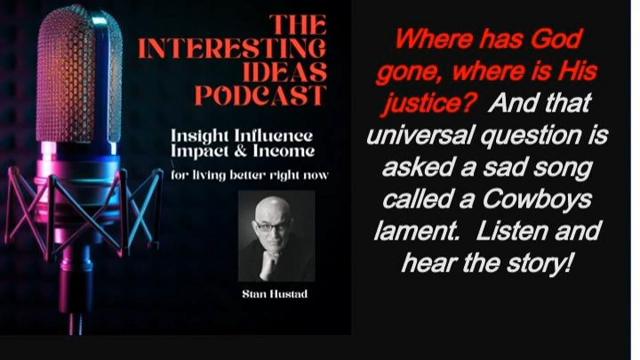 THE
INTERESTING
IDEAS
PODCAST
Insight Influence
Impact & Income
for living better right now
Stan Hustad
Where has God
gone, where is His
justice? And that
universal question is
asked a sad song
called a Cowboys
lament. Listen and
hear the story!